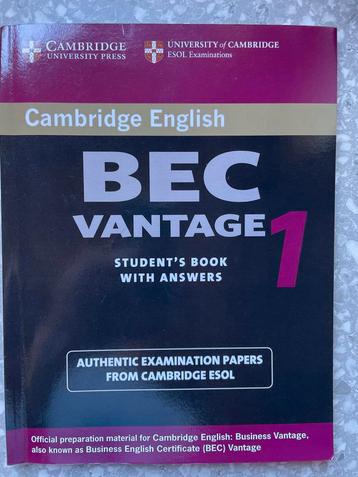 CAMBRIDGE UNIVERSITY of CAMBRIDGE
UNIVERSITY PRESS ESOL Examinations
Cambridge English
BEC
VANTAGE 1
STUDENT'S BOOK
WITH ANSWERS
AUTHENTIC EXAMINATION PAPERS
FROM CAMBRIDGE ESOL
Official preparation material for Cambridge English: Business Vantage,
also known as Business English Certificate (BEC) Vantage